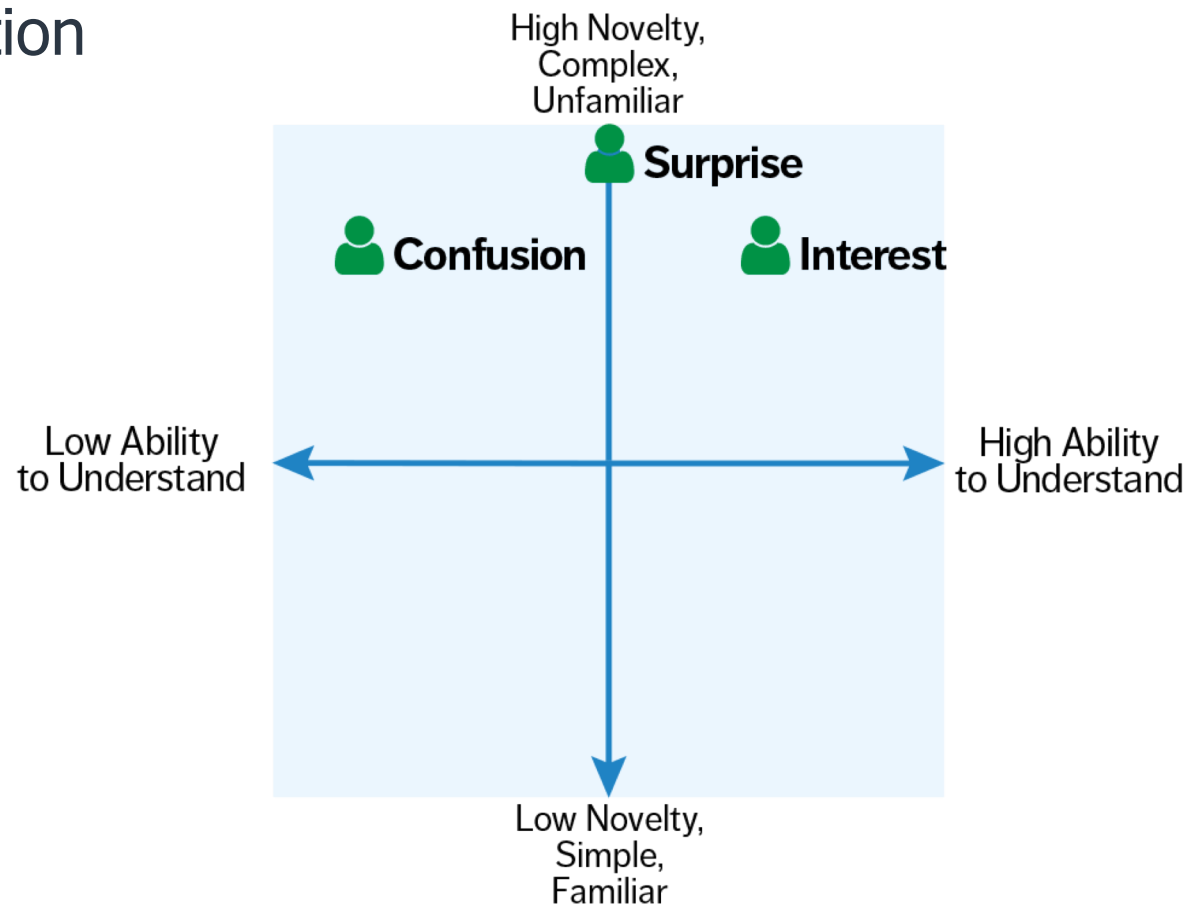 tion
High Novelty,
Complex,
Unfamiliar
Surprise
Confusion
Interest
Low Ability
to Understand
High Ability
to Understand
Low Novelty,
Simple,
Familiar